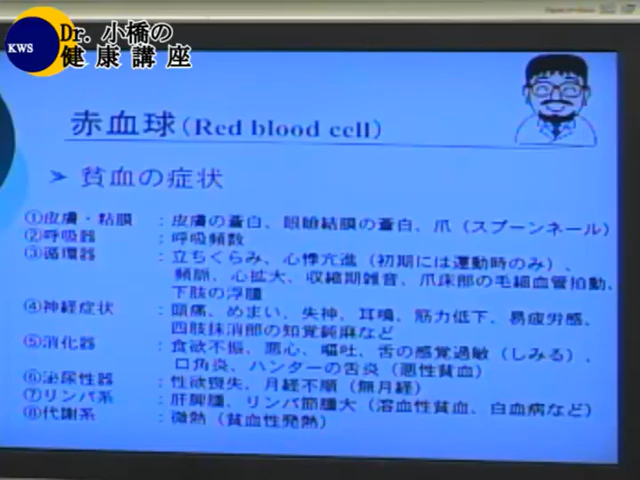 KWS
Dr. 小橋の
健康講座
赤血球(Red blood cell)
➤ 貧血の症状
①皮膚・粘膜 : 皮膚の蒼白、眼瞼結膜の蒼白、爪(スプーンネール)
②呼吸器 : 呼吸頻数
③循環器 : 立ちくらみ、心悸亢進(初期には運動時のみ)、
頻脈、心拡大、収縮期雑音、爪床部の毛細血管拍動、
下肢の浮腫
④神経症状 : 頭痛、めまい、失神、耳鳴、筋力低下、易疲労感、
四肢抹消部の知覚鈍麻など
⑤消化器 : 食欲不振、悪心、嘔吐、舌の感覚過敏(しみる)、
口角炎、ハンターの舌炎(悪性貧血)
⑥泌尿性器 : 性欲喪失、月経不順(無月経)
⑦リンパ系 : 肝脾腫、リンパ節腫大(溶血性貧血、白血病など)
⑧代謝系 : 微熱(貧血性発熱)